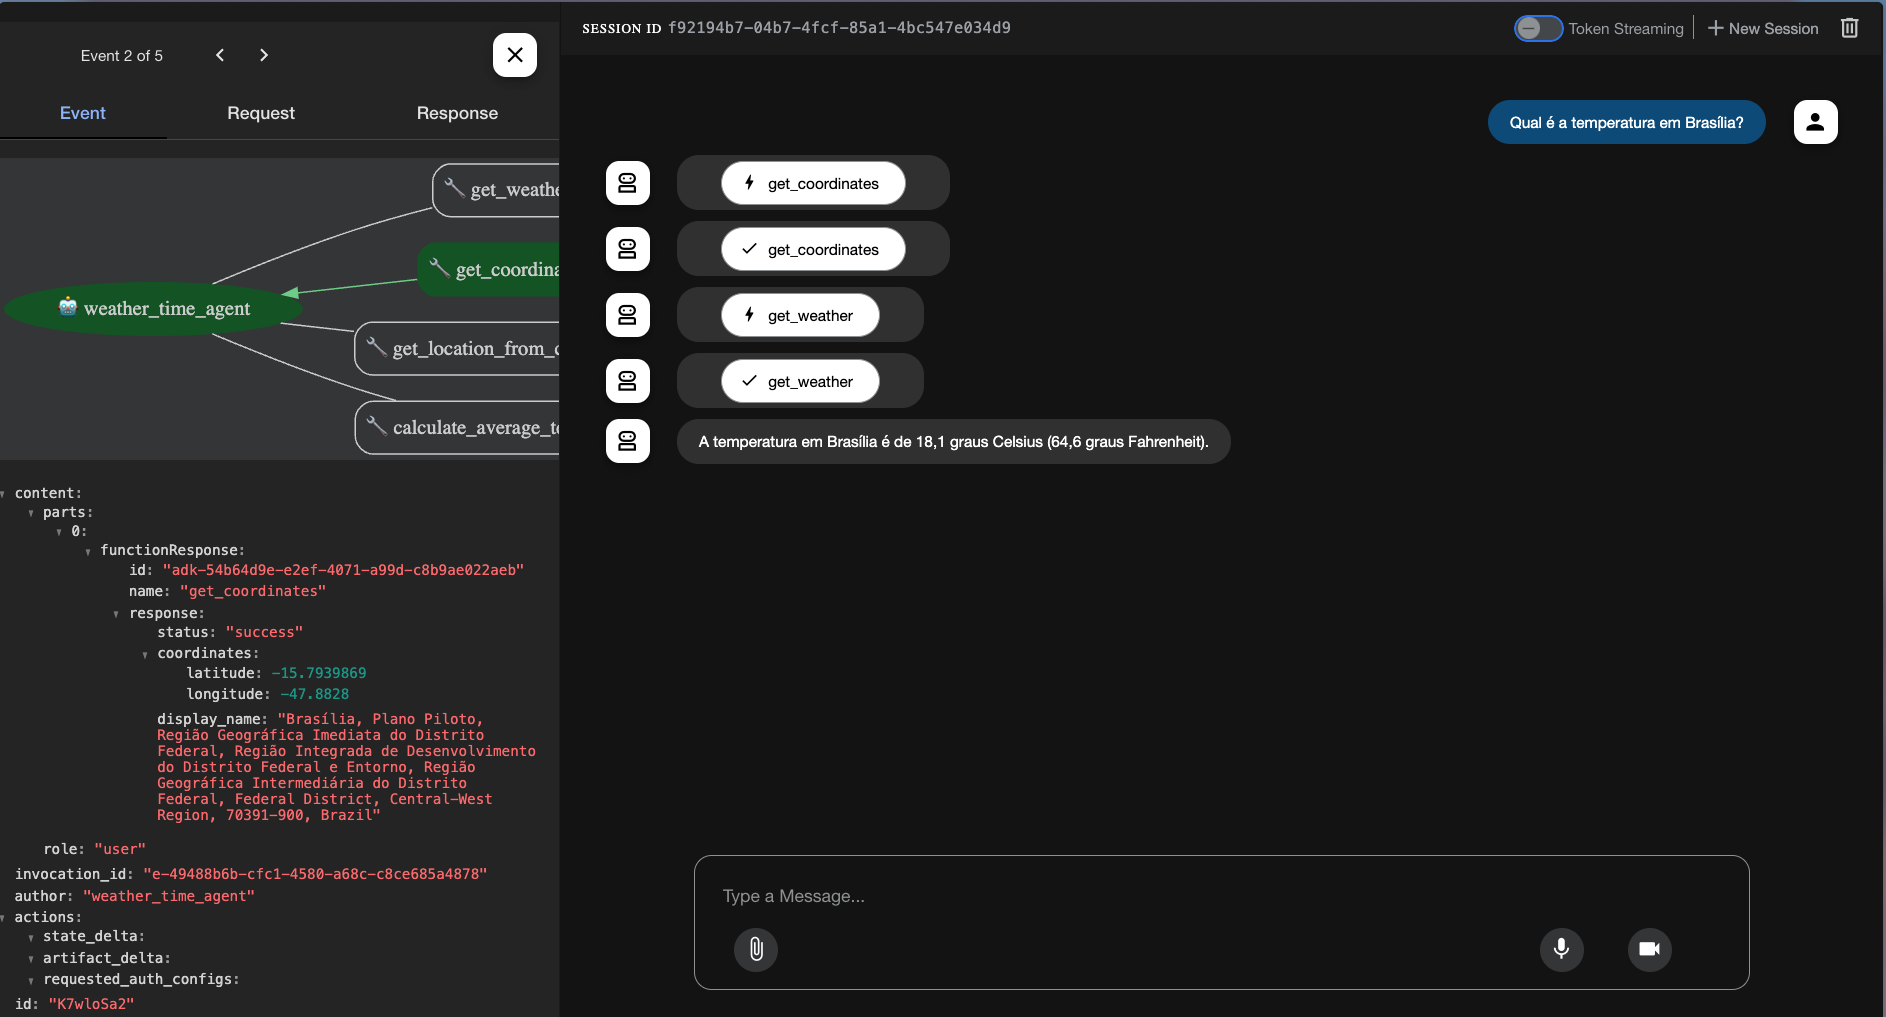 Event 2 of 5
Event
Request
Response
get_weathe
get_coordina
weather_time_agent
get_location_from_c
calculate_average_te
content:
parts:
0:
functionResponse:
id: "adk-54b64d9e-e2ef-4071-a99d-c8b9ae022aeb"
name: "get_coordinates"
response:
status: "success"
coordinates:
latitude: -15.7939869
longitude: -47.8828
display_name: "Brasília, Plano Piloto,
Região Geográfica Imediata do Distrito
Federal, Região Integrada de Desenvolvimento
do Distrito Federal e Entorno, Região
Geográfica Intermediária do Distrito
Federal, Federal District, Central-West
Region, 70391-900, Brazil"
role: "user"
invocation_id: "e-49488b6b-cfc1-4580-a68c-c8ce685a4878"
author: "weather_time_agent"
actions:
state_delta:
artifact_delta:
requested_auth_configs:
id: "K7wloSa2"
SESSION ID f92194b7-04b7-4fcf-85a1-4bc547e034d9
Token Streaming
New Session
Qual é a temperatura em Brasília?
get_coordinates
get_coordinates
get_weather
get_weather
A temperatura em Brasília é de 18,1 graus Celsius (64,6 graus Fahrenheit).
Type a Message...